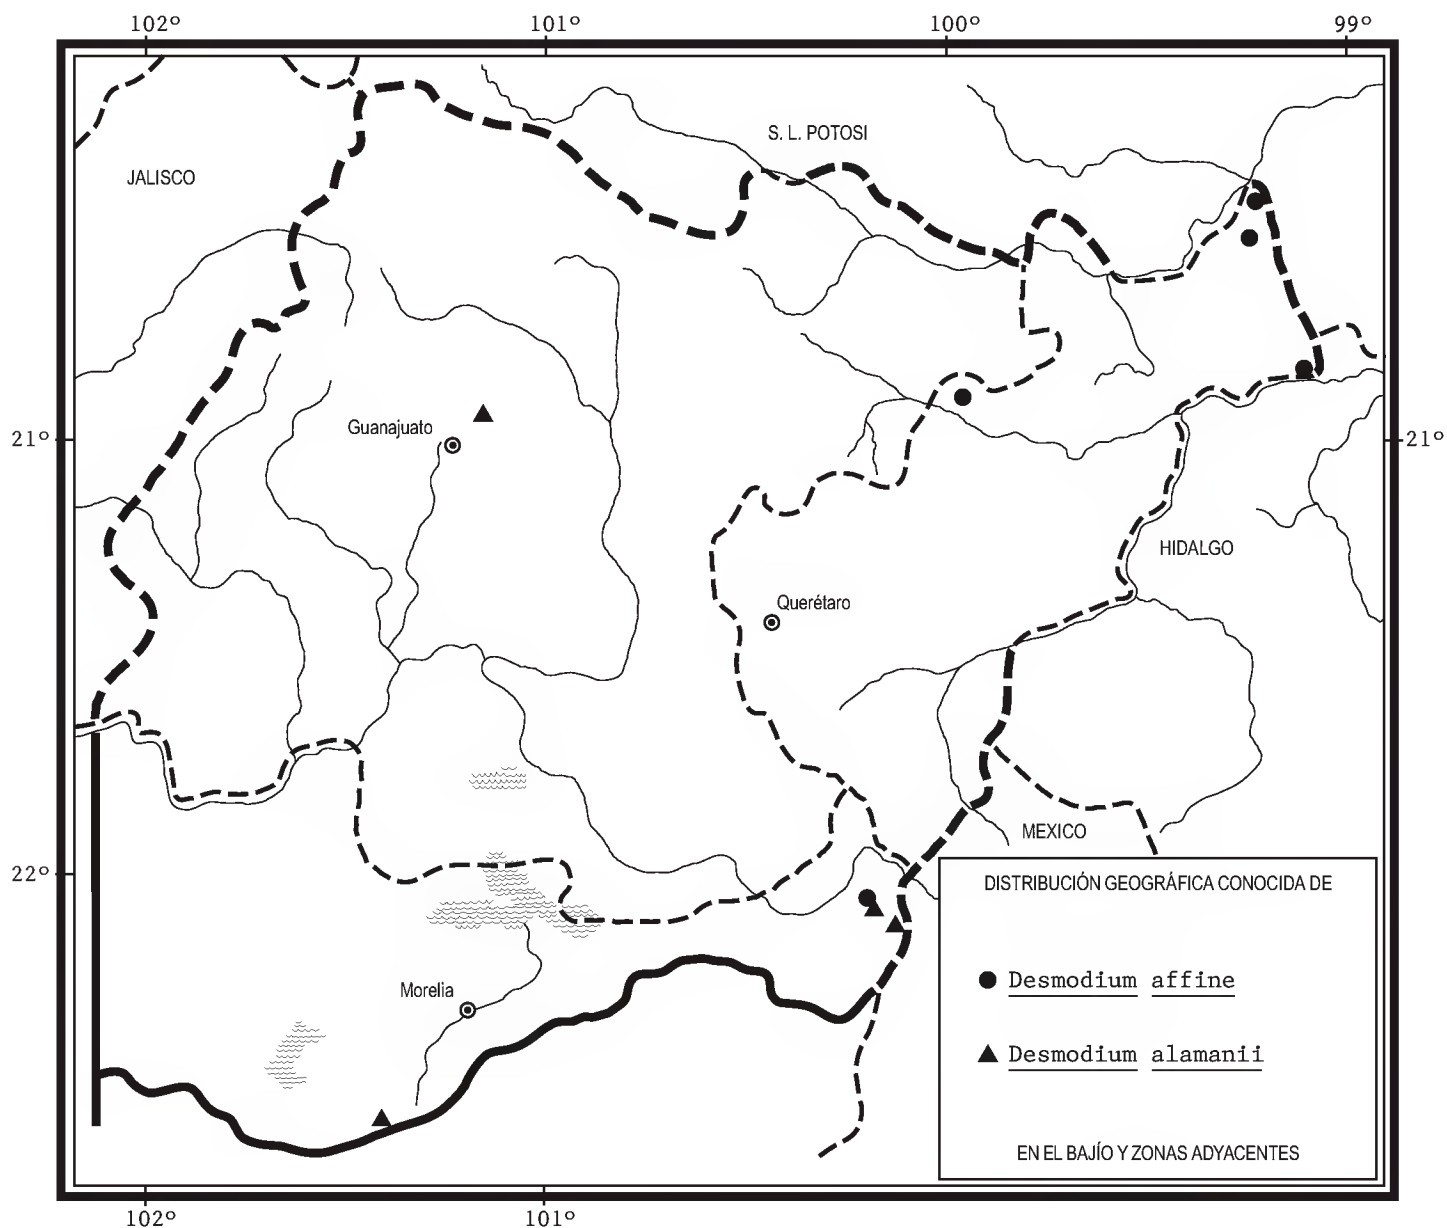 102º 101º 100º 99º
S. L. POTOSI
JALISCO
Guanajuato
21º 21º
HIDALGO
Querétaro
MEXICO
22º
DISTRIBUCIÓN GEOGRÁFICA CONOCIDA DE
Desmodium affine
Morelia
Desmodium alamanii
EN EL BAJÍO Y ZONAS ADYACENTES
102º 101º